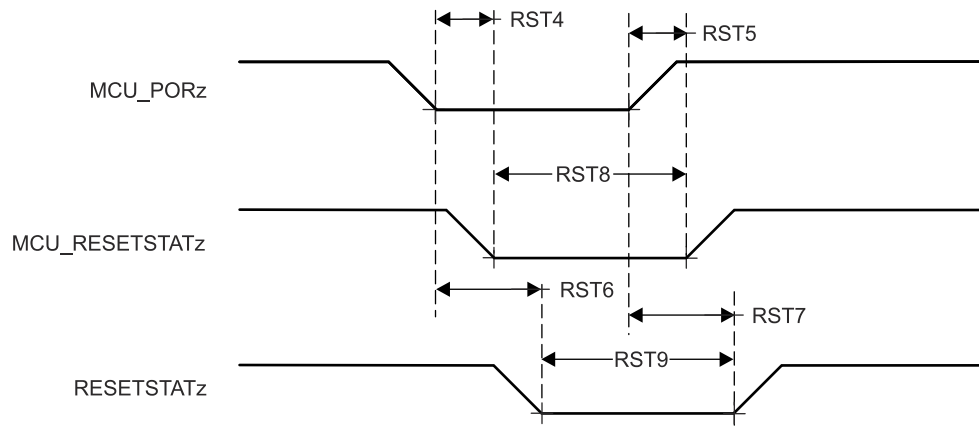 RST4
RST5
MCU_PORz
RST8
MCU_RESETSTATz
RST6
RST7
RST9
RESETSTATz